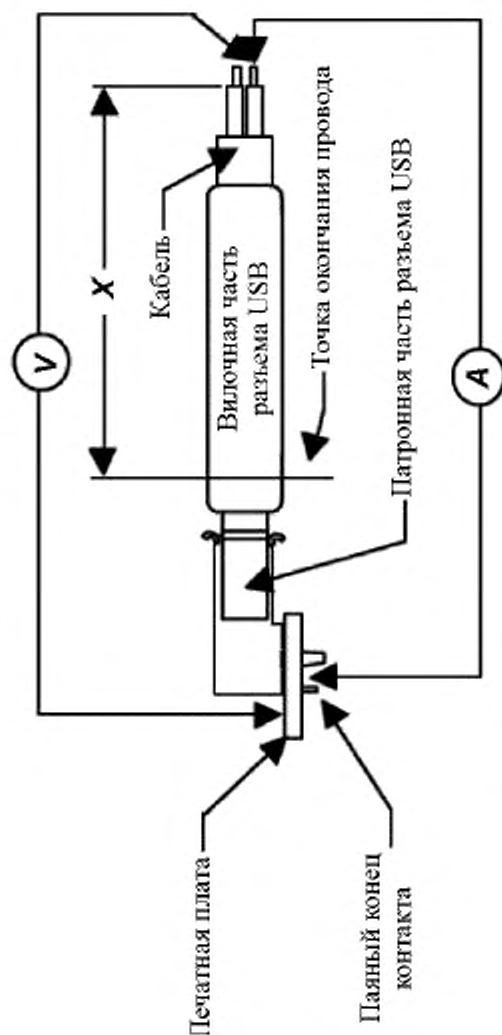 V
X
Кабель
Вилочная часть
разъема USB
Точка окончания провода
Патронная часть разъема USB
A
Печатная плата
Паяный конец
контакта